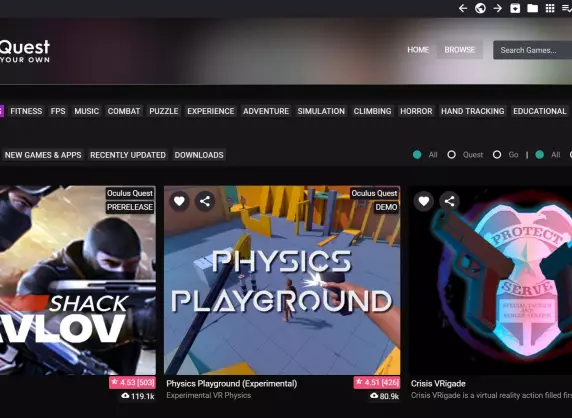 Quest
HOME BROWSE Search Games...
YOUR OWN
FITNESS FPS MUSIC COMBAT PUZZLE EXPERIENCE ADVENTURE SIMULATION CLIMBING HORROR HAND TRACKING EDUCATIONAL
NEW GAMES & APPS RECENTLY UPDATED DOWNLOADS All Quest Go | All
Oculus Quest
PRERELEASE
SHACK
AVLOV
4.53 [503]
119.1k
Oculus Quest
DEMO
PHYSICS
PLAYGROUND
4.51 [426]
Physics Playground (Experimental)
Experimental VR Physics
80.9k
PROTECT
SERVE
Crisis VRigade
Crisis VRigade is a virtual reality action filled firs